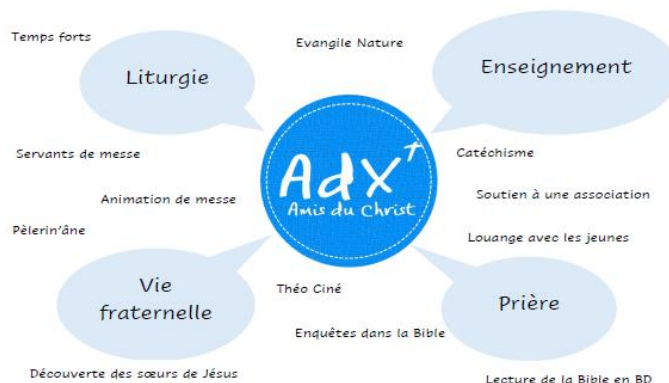 Temps forts
Evangile Nature
Liturgie
Enseignement
Servants de messe
Catéchisme
AdX+
Amis du Christ
Animation de messe
Soutien à une association
Pèlerin'âne
Louange avec les jeunes
Vie
fraternelle
Théo Ciné
Prière
Enquêtes dans la Bible
Découverte des sœurs de Jésus
Lecture de la Bible en BD